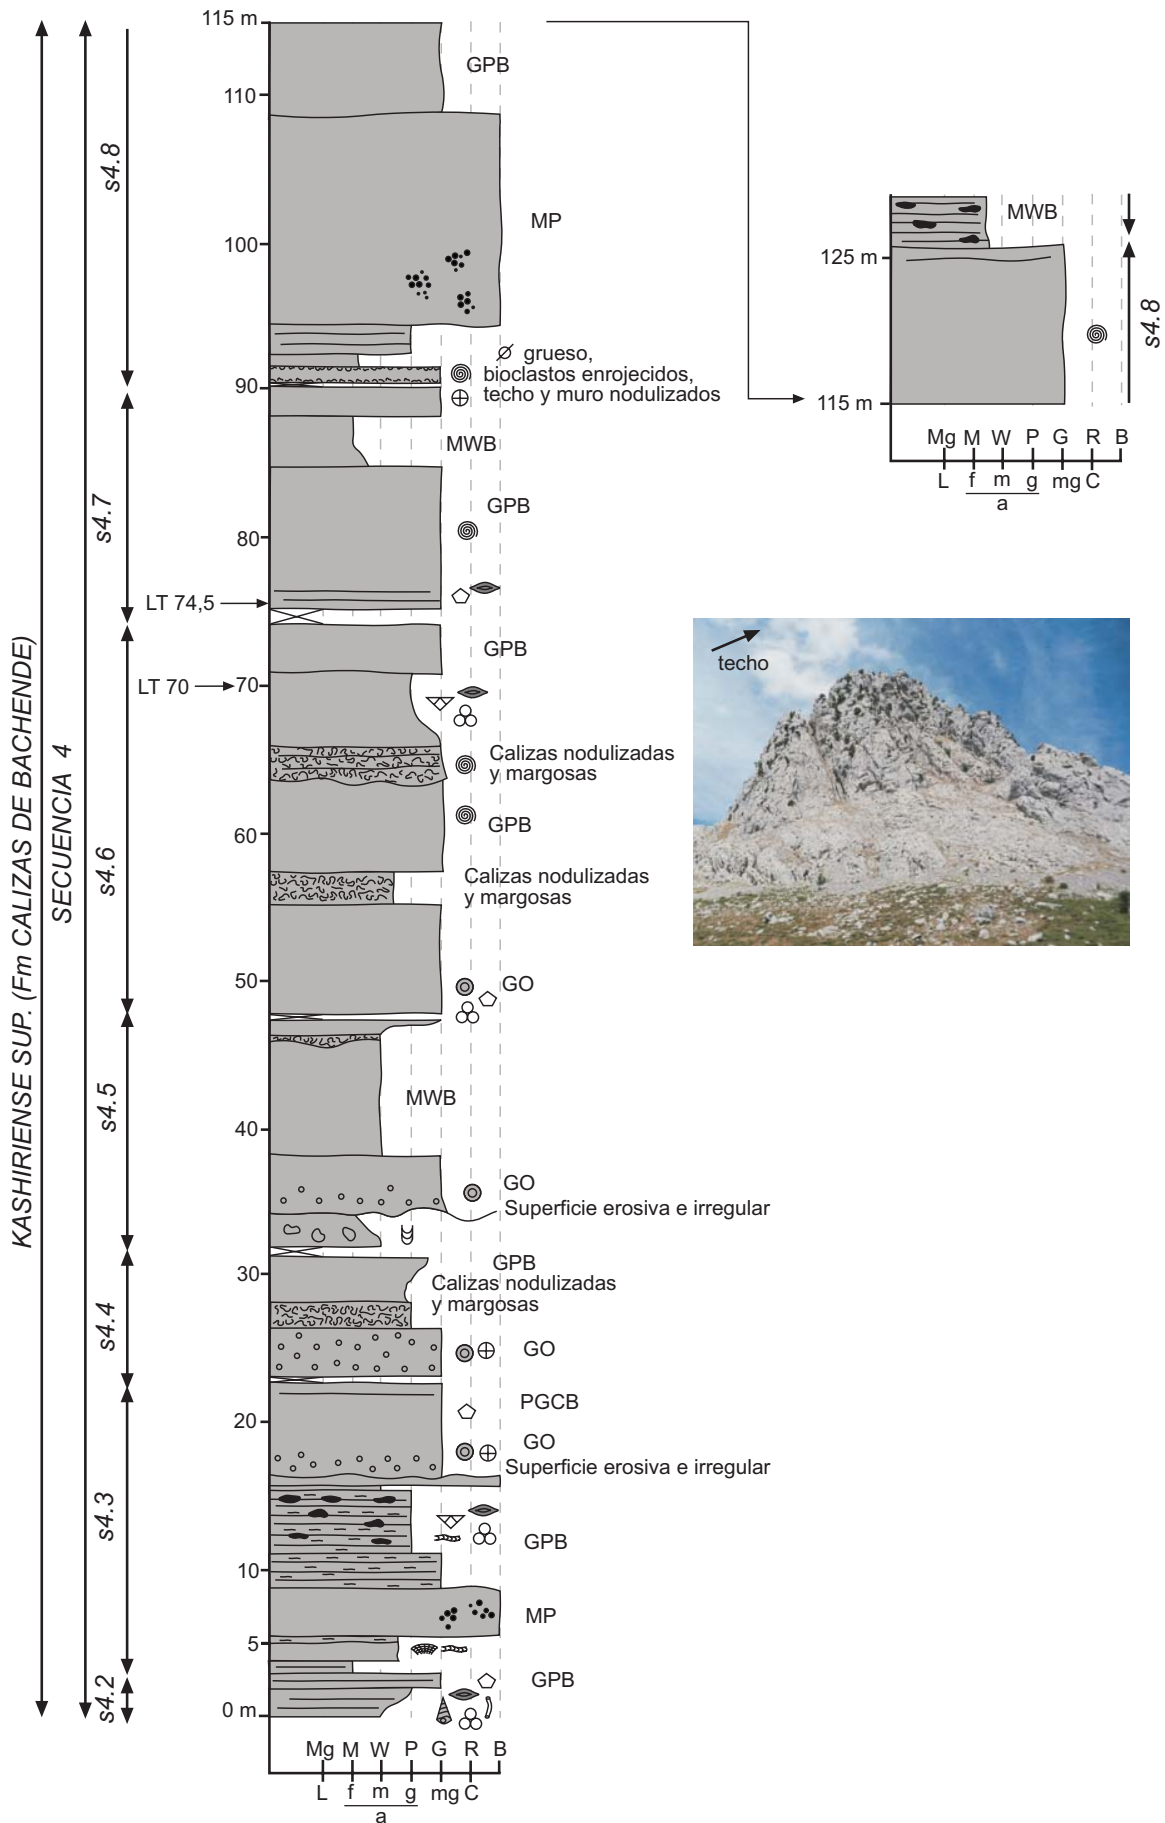 KASHIRIENSE SUP. (Fm CALIZAS DE BACHENDE)
SECUENCIA 4
s4.8
s4.7
s4.6
s4.5
s4.4
s4.3
s4.2
115 m
GPB
110
MP
100
grueso,
bioclastos enrojecidos,
techo y muro nodulizados
90
MWB
GPB
80
LT 74,5
GPB
LT 70
70
Calizas nodulizadas
y margosas
GPB
60
Calizas nodulizadas
y margosas
50
GO
MWB
40
GO
Superficie erosiva e irregular
GPB
30
Calizas nodulizadas
y margosas
GO
PGCB
20
GO
Superficie erosiva e irregular
GPB
10
MP
5
GPB
0 m
Mg M W P G R B
L f m g mg C
a
MWB
125 m
s4.8
115 m
Mg M W P G R B
L f m g mg C
a
techo